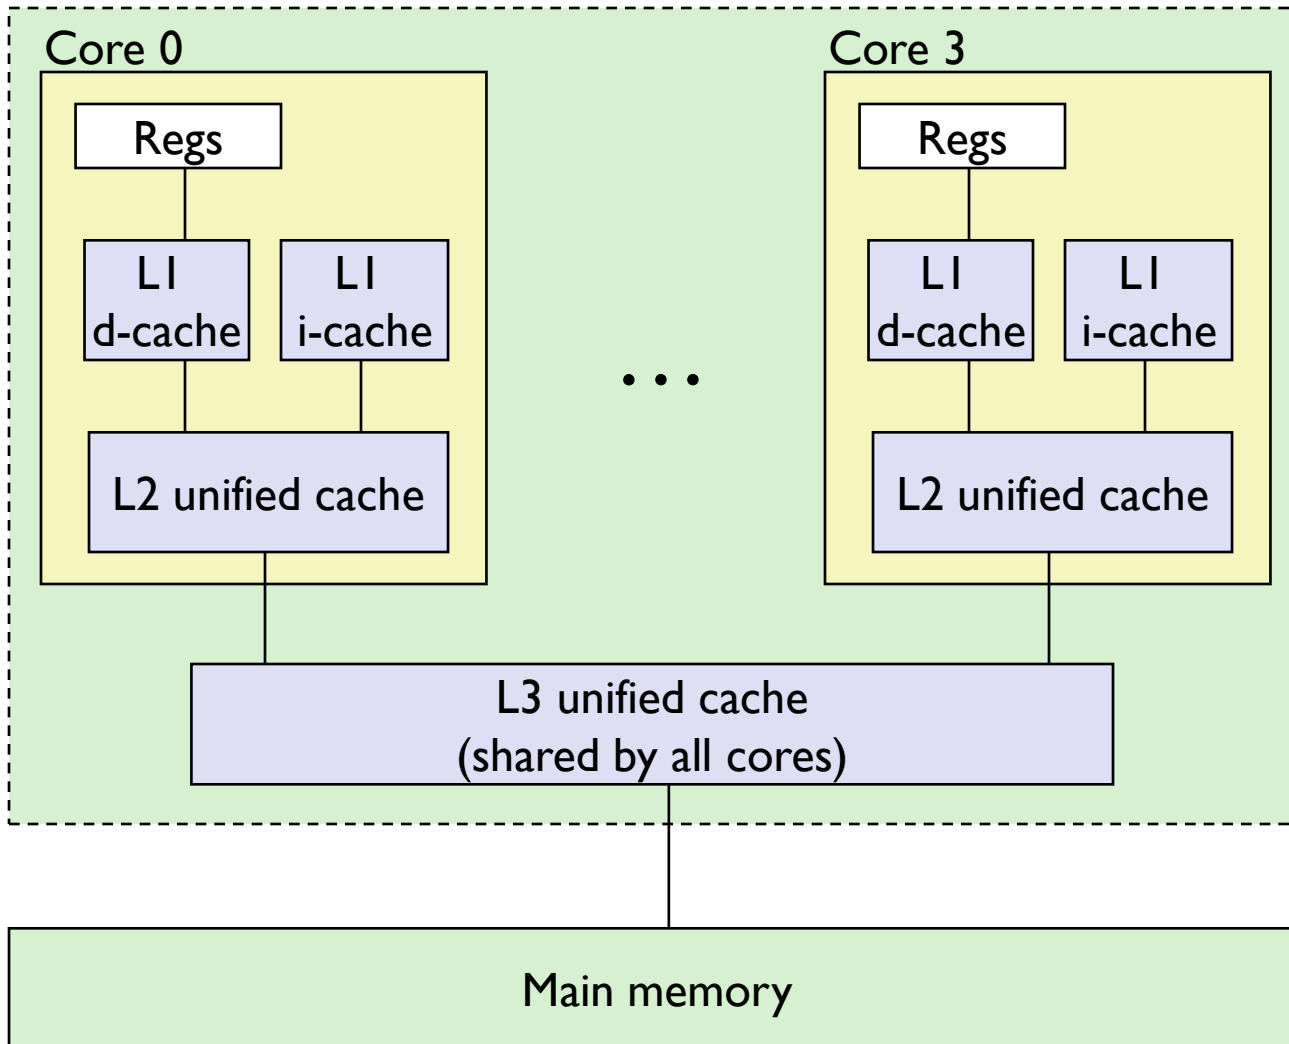 Core 0
Regs
L1
d-cache
L1
i-cache
L2 unified cache
...
Core 3
Regs
L1
d-cache
L1
i-cache
L2 unified cache
L3 unified cache
(shared by all cores)
Main memory